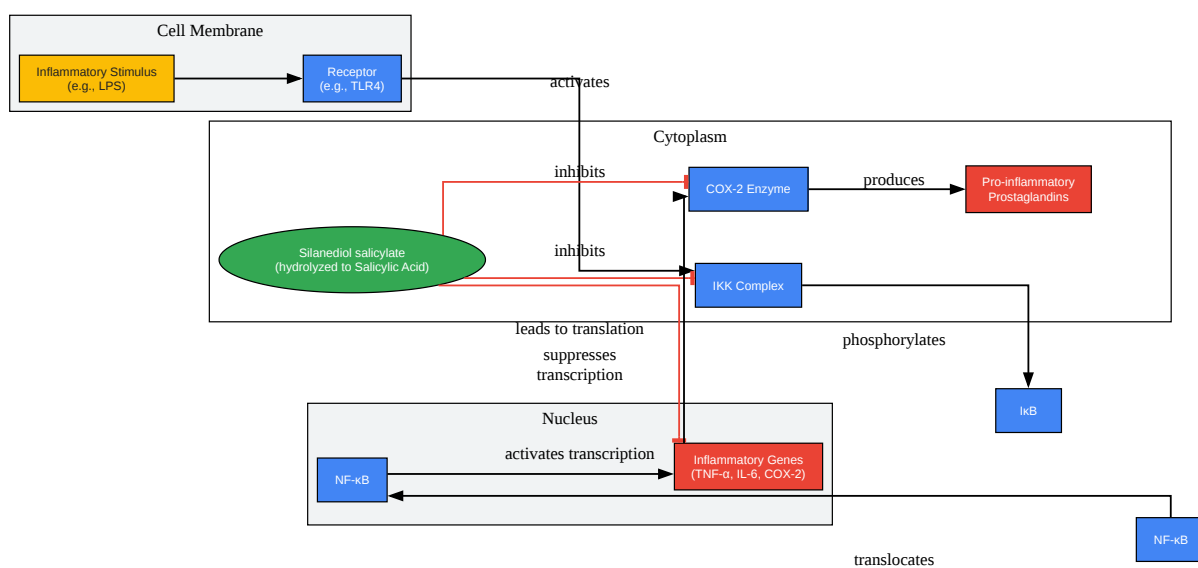 Cell Membrane
Inflammatory Stimulus
(e.g., LPS)
Receptor
(e.g., TLR4)
activates
Cytoplasm
inhibits
COX-2 Enzyme
produces
Pro-inflammatory
Prostaglandins
Silanediol salicylate
(hydrolyzed to Salicylic Acid)
inhibits
IKK Complex
leads to translation
suppresses
transcription
phosphorylates
IκB
Nucleus
NF-κB
activates transcription
Inflammatory Genes
(TNF-α, IL-6, COX-2)
NF-κB
translocates